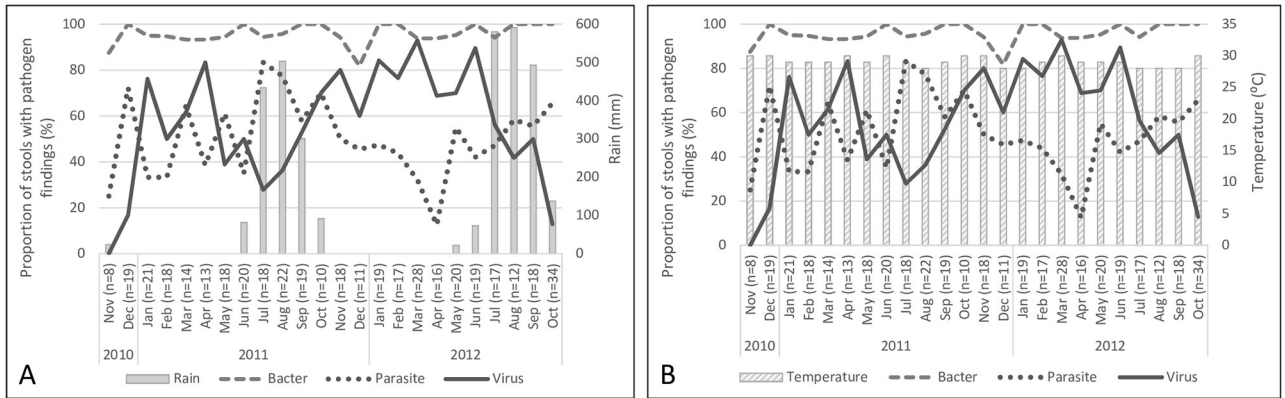 Proportion of stools with pathogen
findings (%)
100
80
60
40
20
0
600
500
400
300
200
100
0
Rain (mm)
Nov (n=8)
Dec (n=19)
Jan (n=21)
Feb (n=18)
Mar (n=14)
Apr (n=13)
May (n=18)
Jun (n=20)
Jul (n=18)
Aug (n=22)
Sep (n=19)
Oct (n=10)
Nov (n=18)
Dec (n=11)
Jan (n=19)
Feb (n=17)
Mar (n=28)
Apr (n=16)
May (n=20)
Jun (n=19)
Jul (n=17)
Aug (n=12)
Sep (n=18)
Oct (n=34)
2010 2011 2012
A
Rain Bacter Parasite Virus
Proportion of stools with pathogen
findings (%)
100
80
60
40
20
0
35
30
25
20
15
10
5
0
Temperature (⁰C)
Nov (n=8)
Dec (n=19)
Jan (n=21)
Feb (n=18)
Mar (n=14)
Apr (n=13)
May (n=18)
Jun (n=20)
Jul (n=18)
Aug (n=22)
Sep (n=19)
Oct (n=10)
Nov (n=18)
Dec (n=11)
Jan (n=19)
Feb (n=17)
Mar (n=28)
Apr (n=16)
May (n=20)
Jun (n=19)
Jul (n=17)
Aug (n=12)
Sep (n=18)
Oct (n=34)
2010 2011 2012
B
Temperature Bacter Parasite Virus